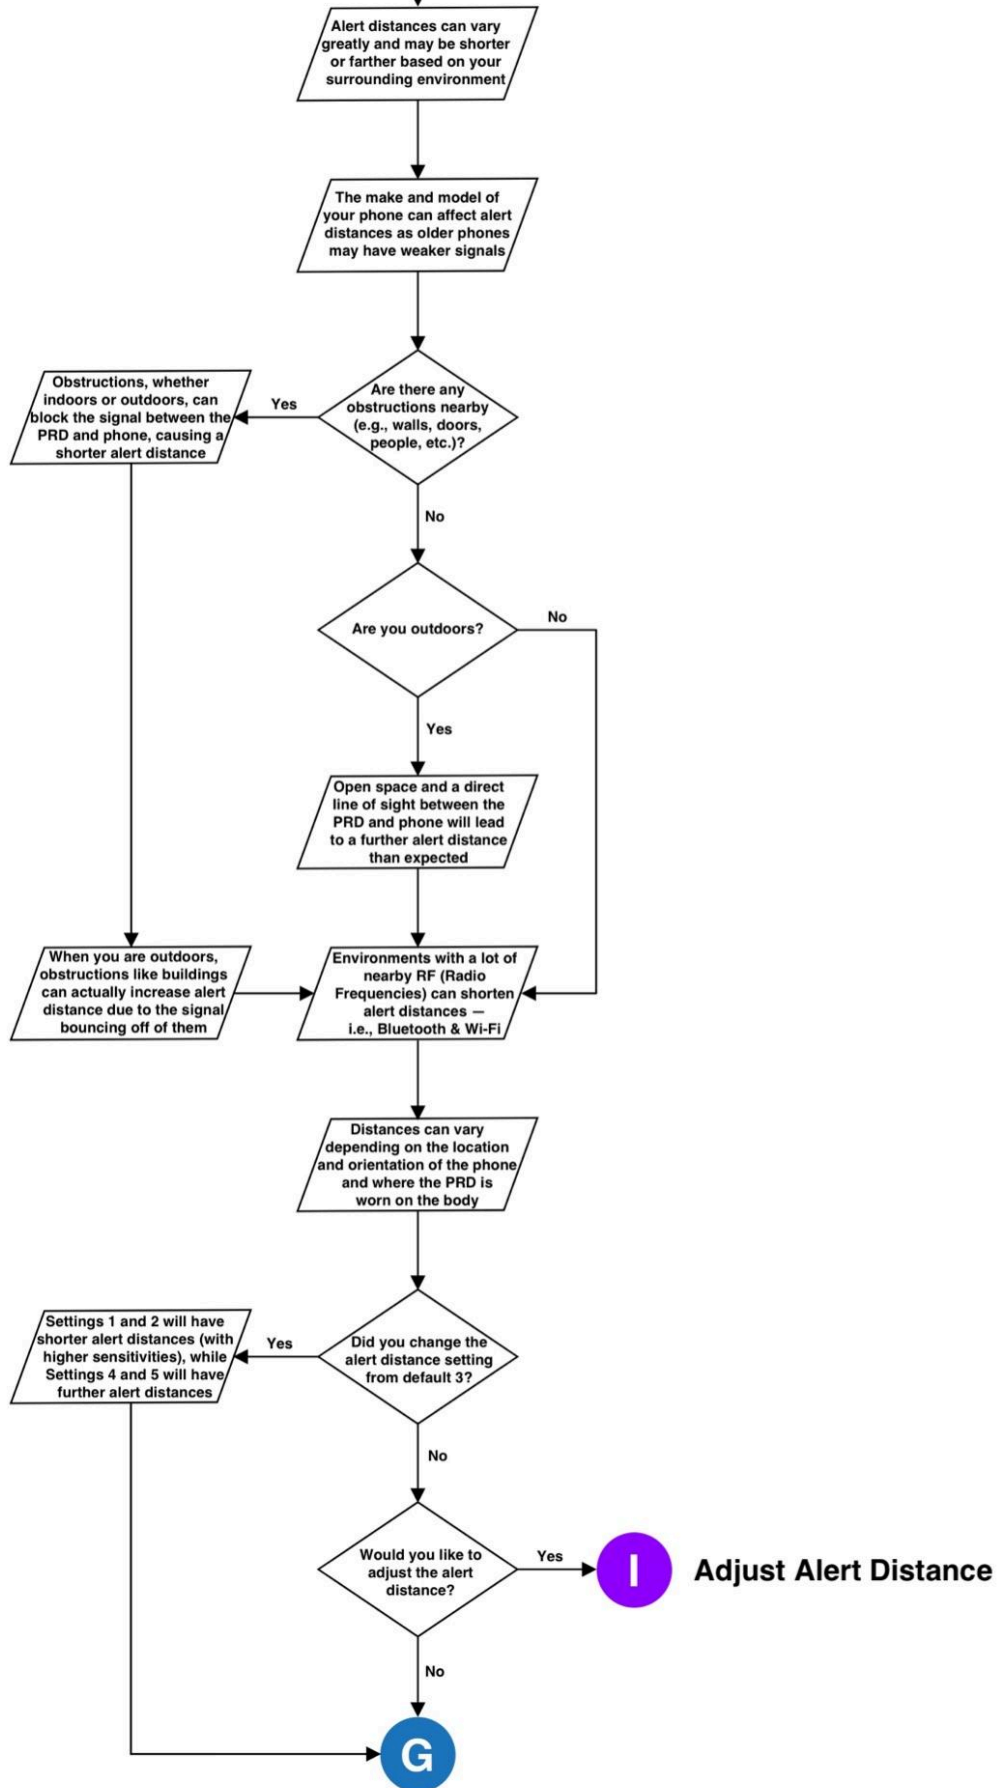 Alert distances can vary
greatly and may be shorter
or farther based on your
surrounding environment
The make and model of
your phone can affect alert
distances as older phones
may have weaker signals
Are there any
obstructions nearby
(e.g., walls, doors,
people, etc.)?
Yes
Obstructions, whether
indoors or outdoors, can
block the signal between the
PRD and phone, causing a
shorter alert distance
No
Are you outdoors?
No
Yes
Open space and a direct
line of sight between the
PRD and phone will lead
to a further alert distance
than expected
When you are outdoors,
obstructions like buildings
can actually increase alert
distance due to the signal
bouncing off of them
Environments with a lot of
nearby RF (Radio
Frequencies) can shorten
alert distances —
i.e., Bluetooth & Wi-Fi
Distances can vary
depending on the location
and orientation of the phone
and where the PRD is
worn on the body
Did you change the
alert distance setting
from default 3?
Yes
Settings 1 and 2 will have
shorter alert distances (with
higher sensitivities), while
Settings 4 and 5 will have
further alert distances
No
Would you like to
adjust the alert
distance?
Yes
I
Adjust Alert Distance
No
G